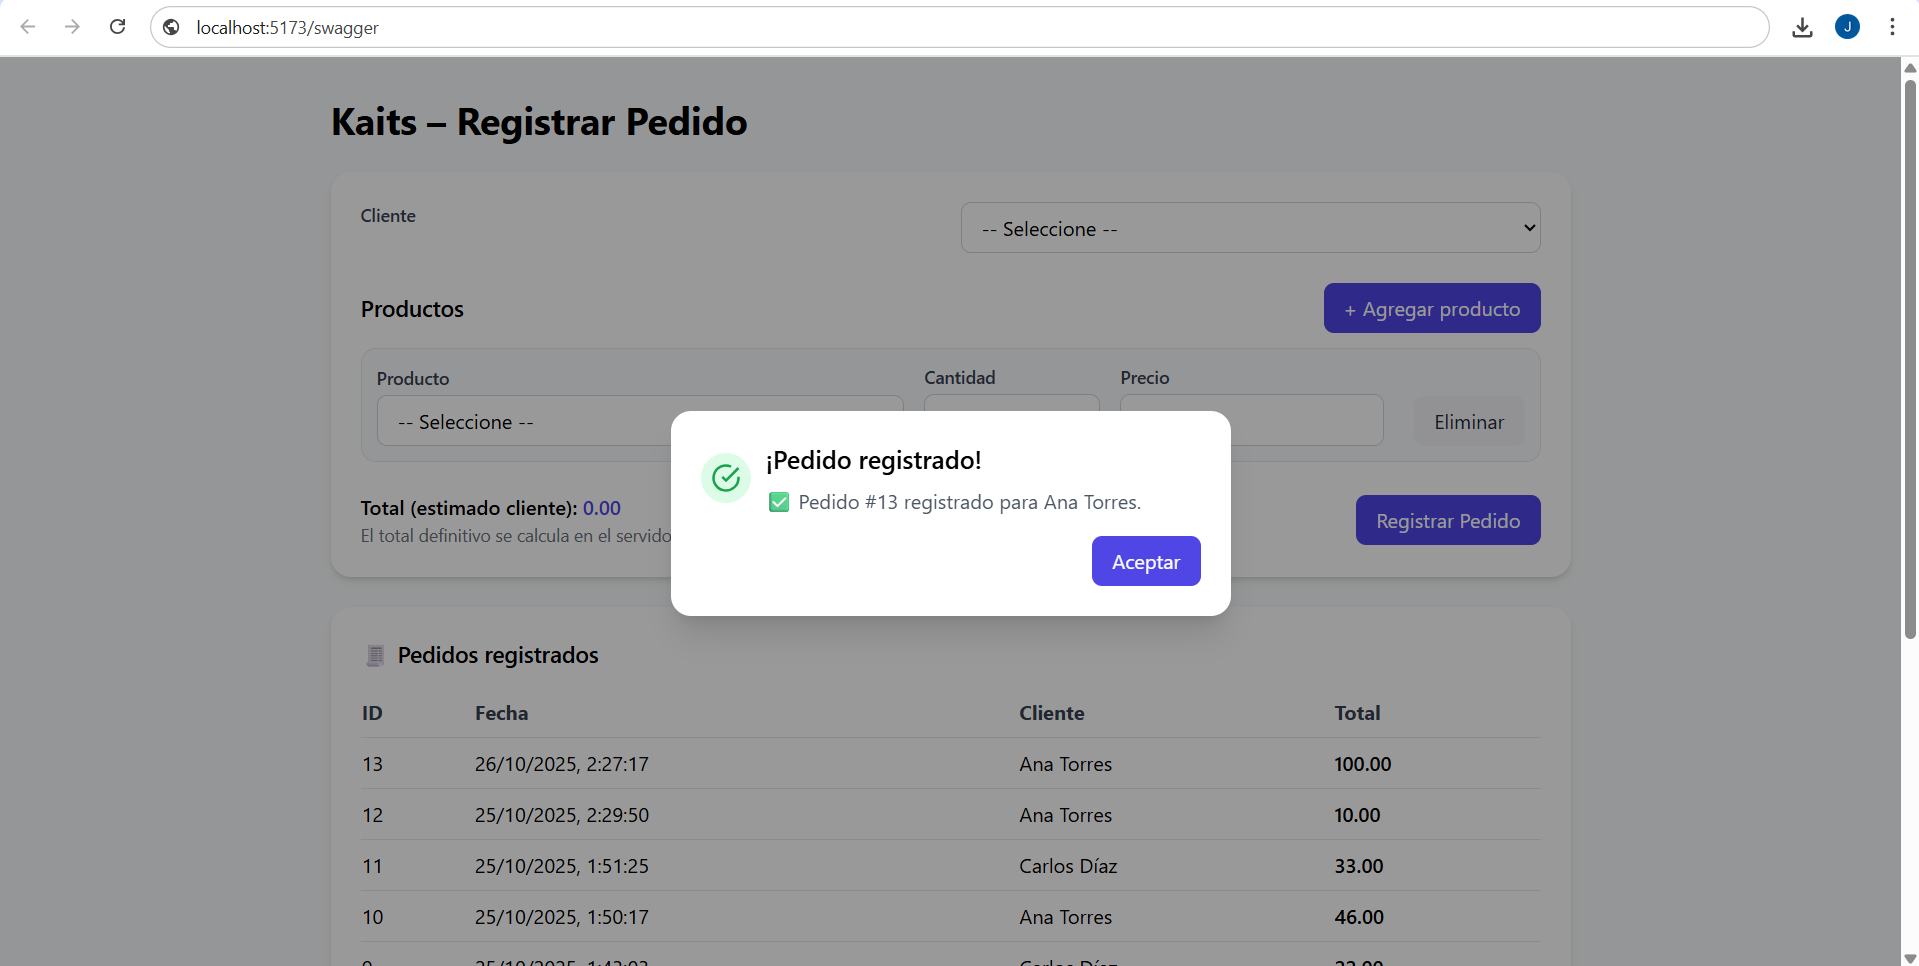 localhost:5173/swagger
J
Kaits – Registrar Pedido
Cliente
-- Seleccione --
Productos
+ Agregar producto
Producto
Cantidad
Precio
-- Seleccione --
Eliminar
¡Pedido registrado!
✅ Pedido #13 registrado para Ana Torres.
Aceptar
Total (estimado cliente): 0.00
El total definitivo se calcula en el servido
Registrar Pedido
Pedidos registrados
ID Fecha Cliente Total
13 26/10/2025, 2:27:17 Ana Torres 100.00
12 25/10/2025, 2:29:50 Ana Torres 10.00
11 25/10/2025, 1:51:25 Carlos Díaz 33.00
10 25/10/2025, 1:50:17 Ana Torres 46.00